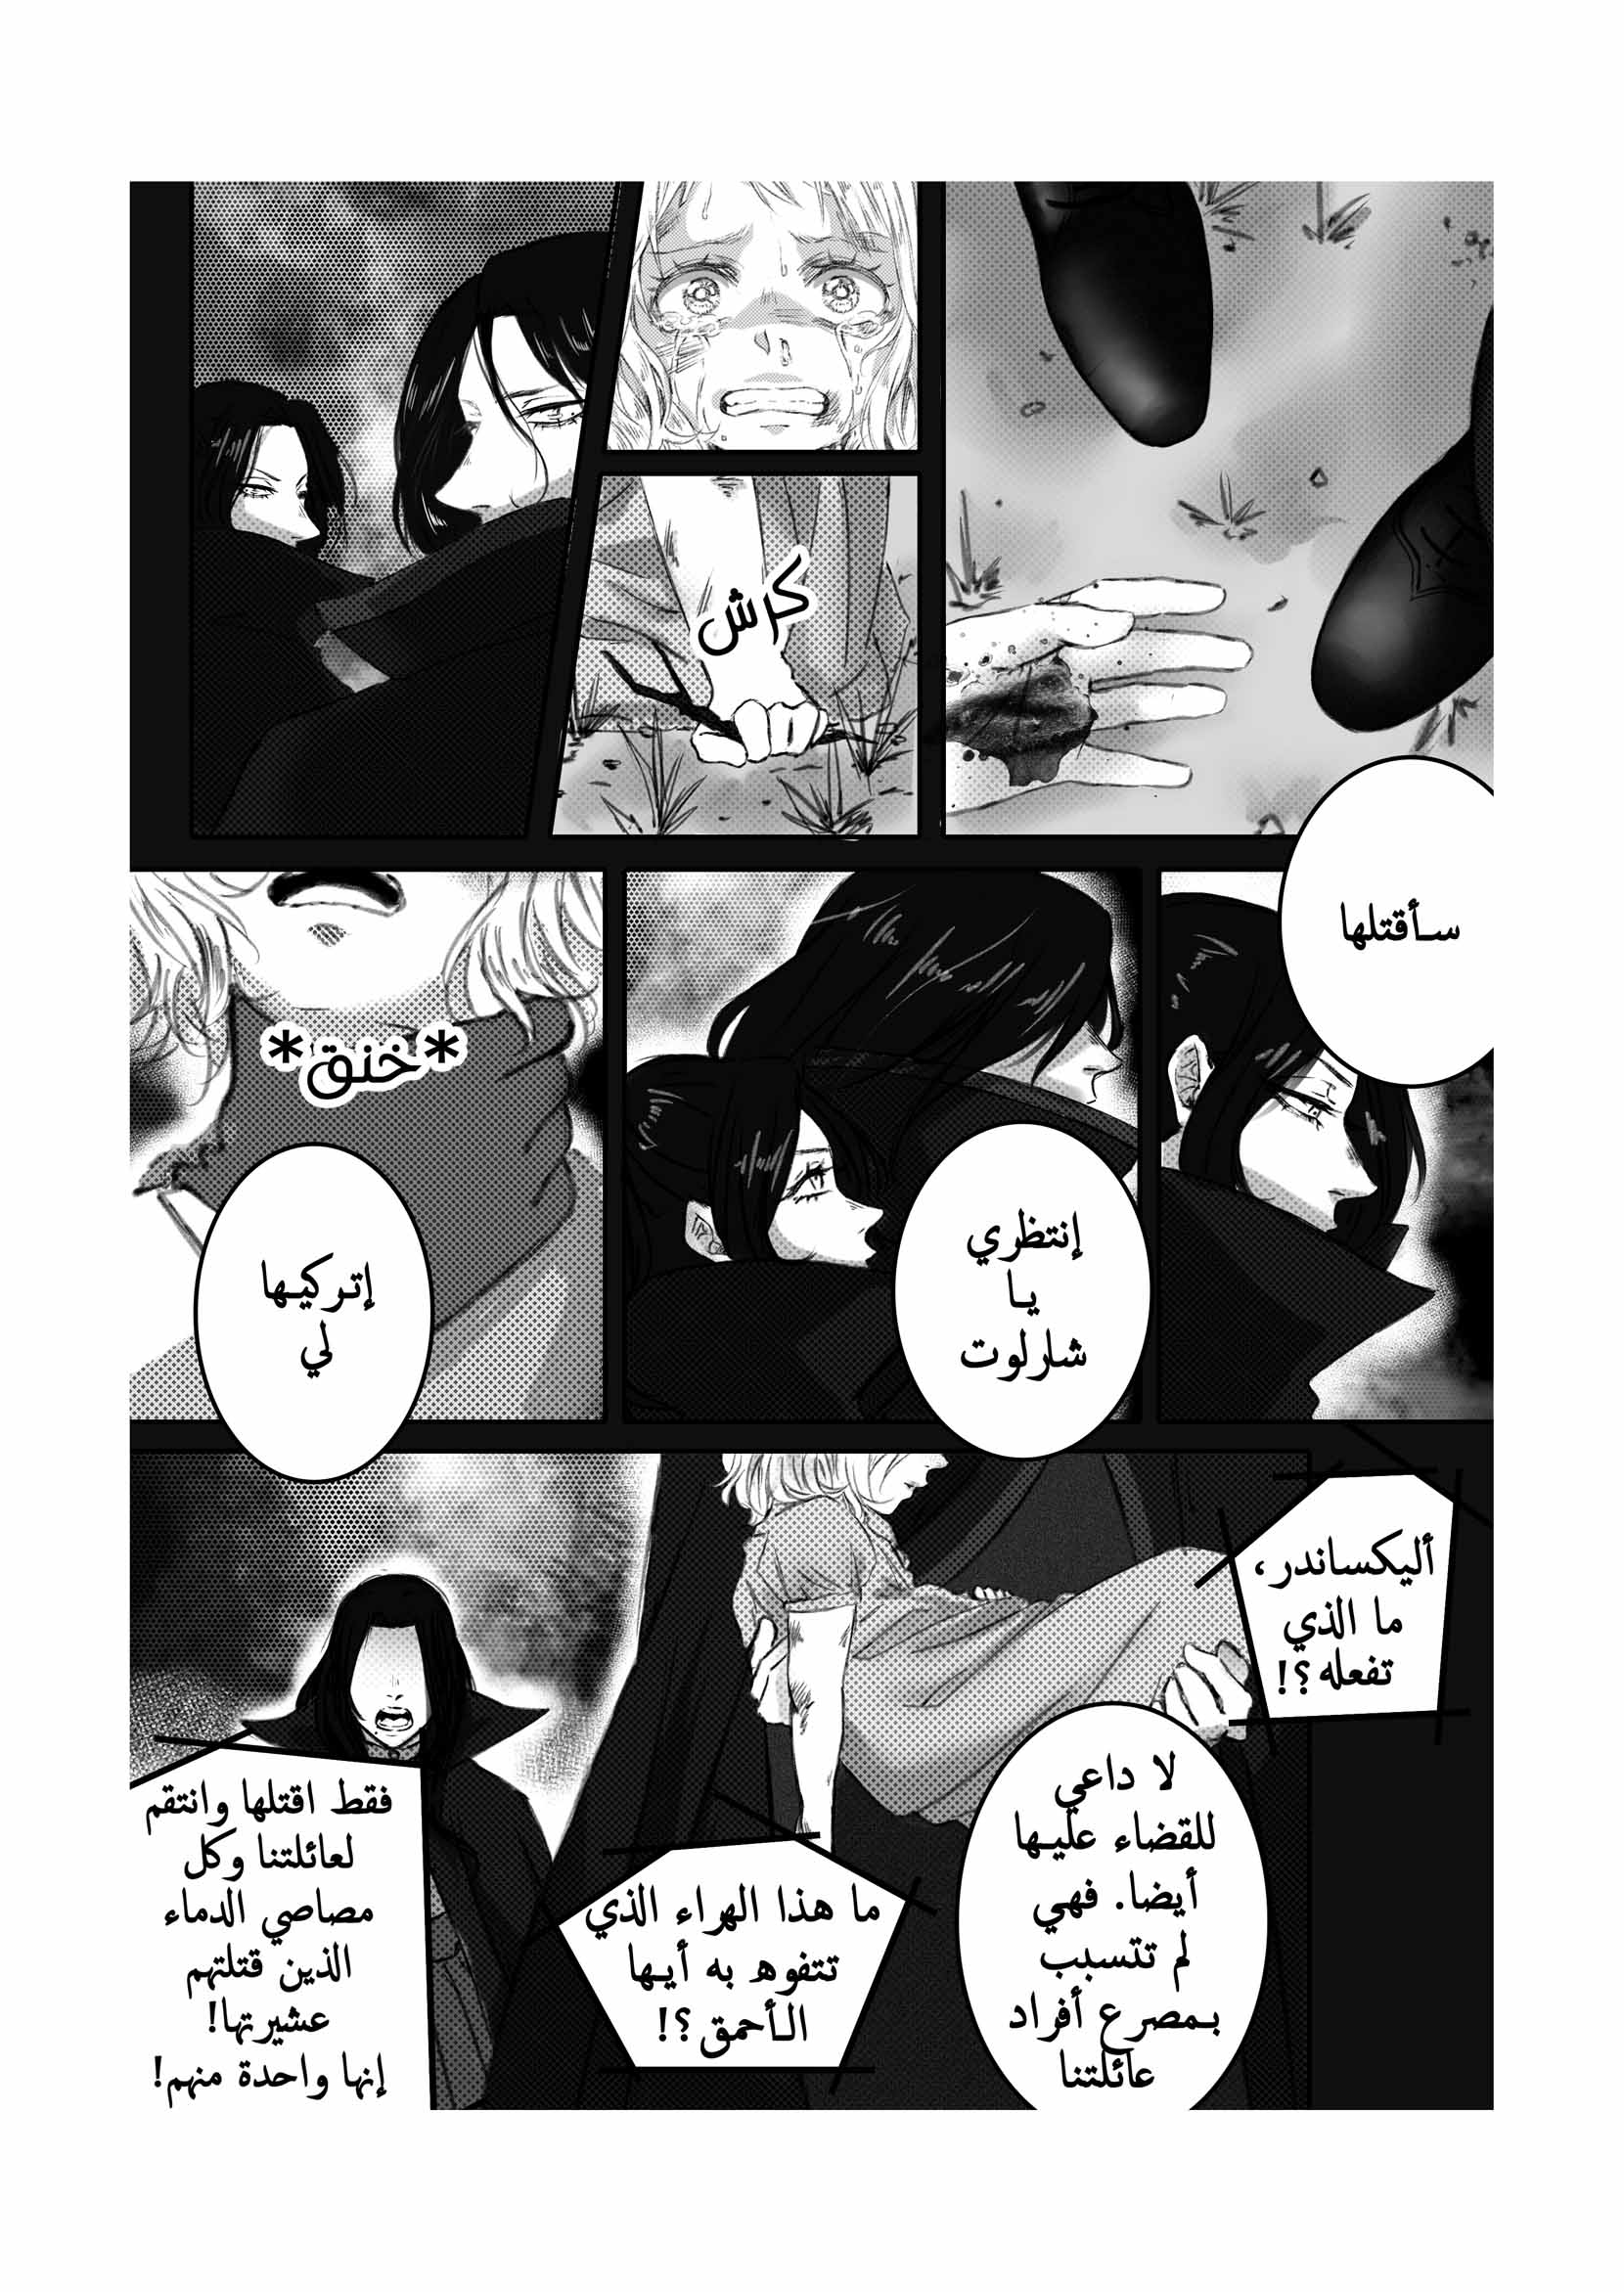 كرش
سأقتلها
إنتظري
يا
شارلوت
*خنق*
إتركيها
لي
أليكساندر،
ما الذي
تفعله؟!
لا داعي
للقضاء عليها
أيضا. فهي
لم تتسبب
بمصرع أفراد
عائلتنا
ما هذا الهراء الذي
تتفوه به أيها
الأحمق؟!
فقط اقتلها وانتقم
لعائلتنا وكل
مصاصي الدماء
الذين قتلتهم
عشيرتها!
إنها واحدة منهم!